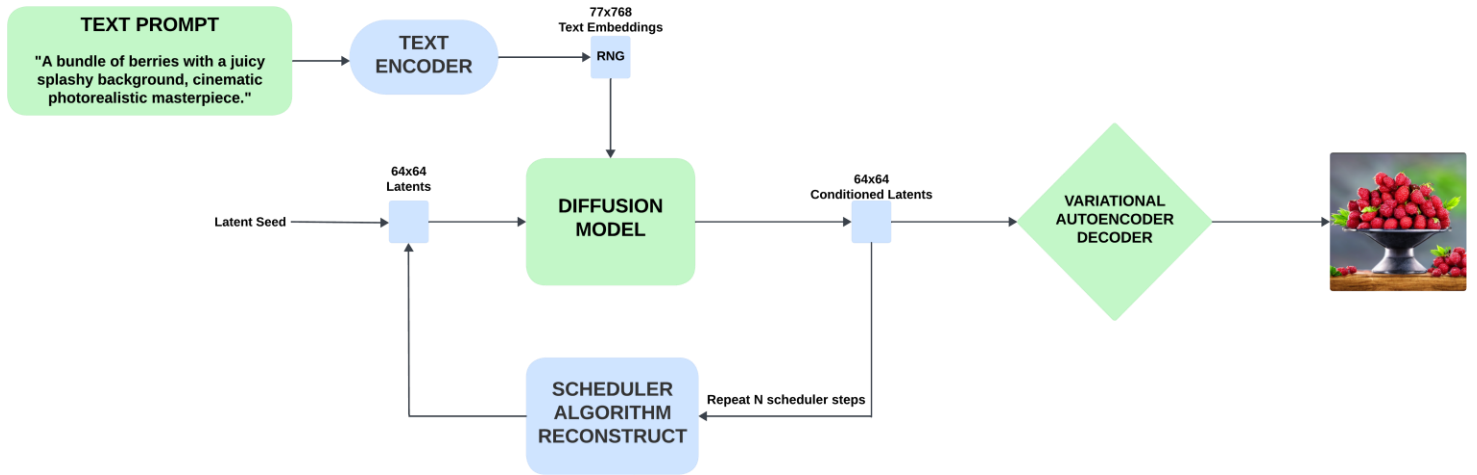 TEXT PROMPT
"A bundle of berries with a juicy
splashy background, cinematic
photorealistic masterpiece."
TEXT
ENCODER
77x768
Text Embeddings
RNG
Latent Seed
64x64
Latents
DIFFUSION
MODEL
64x64
Conditioned Latents
VARIATIONAL
AUTOENCODER
DECODER
SCHEDULER
ALGORITHM
RECONSTRUCT
Repeat N scheduler steps